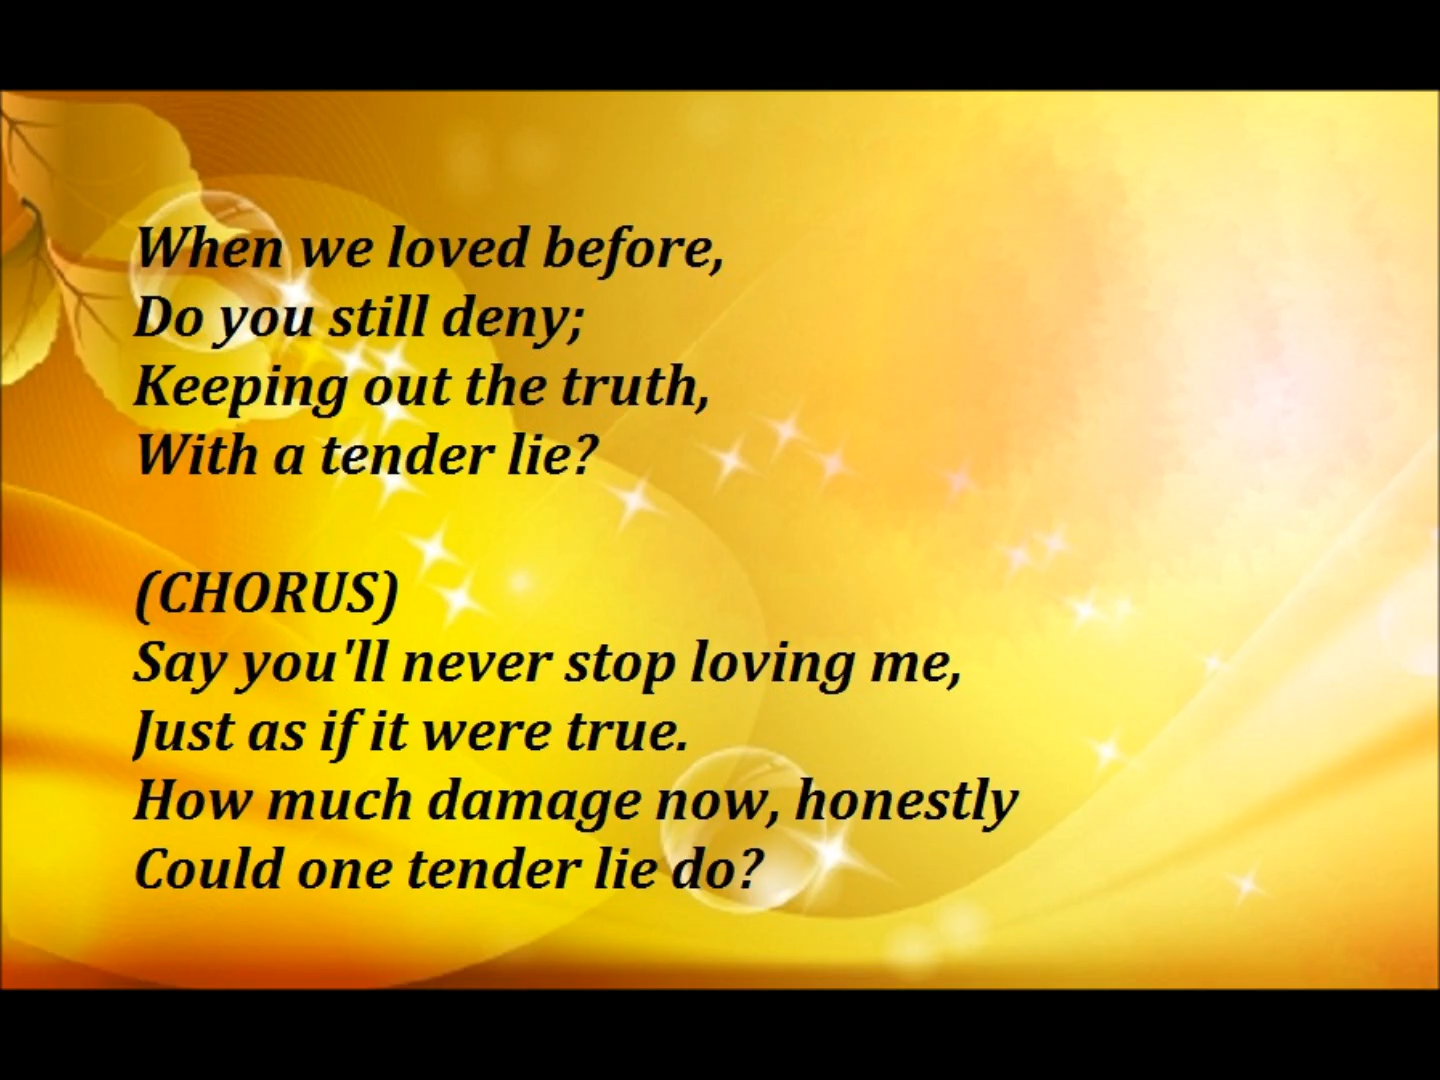 When we loved before,
Do you still deny;
Keeping out the truth,
With a tender lie?
(CHORUS)
Say you'll never stop loving me,
Just as if it were true.
How much damage now, honestly
Could one tender lie do?